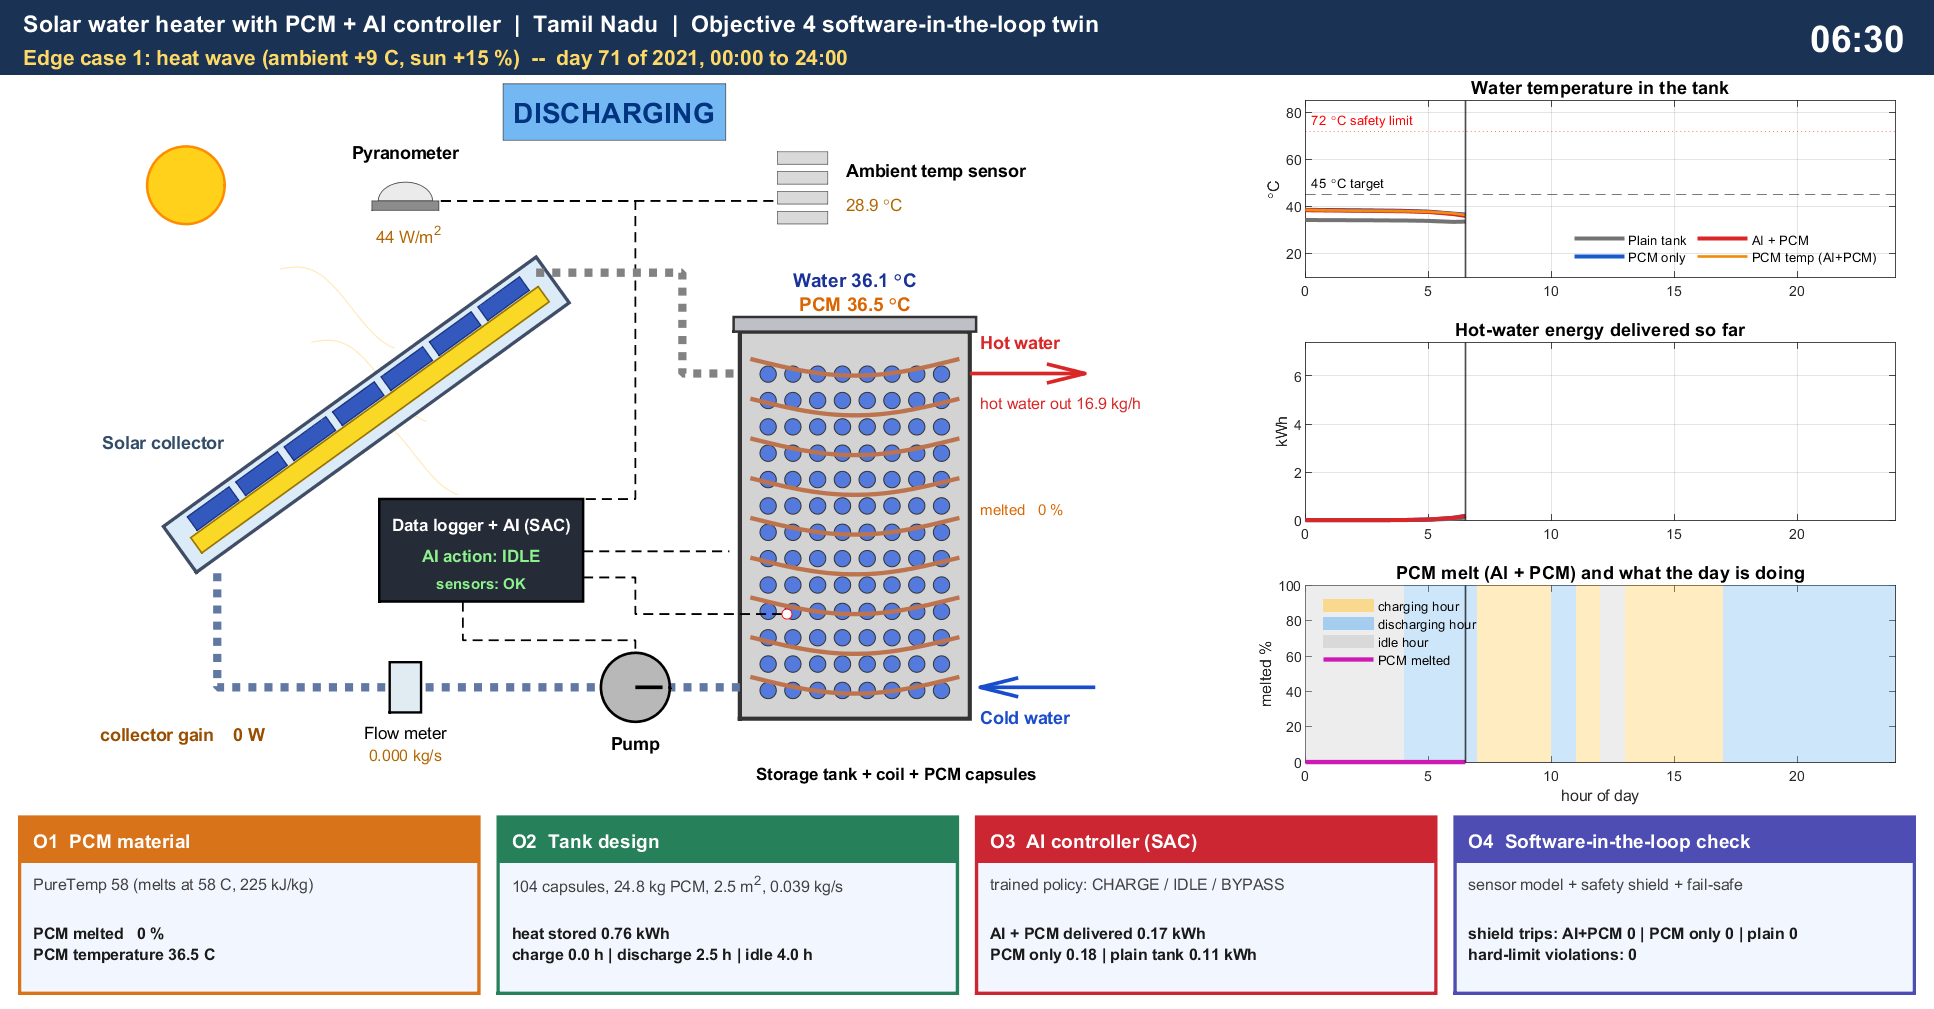 Solar water heater with PCM + AI controller | Tamil Nadu | Objective 4 software-in-the-loop twin
Edge case 1: heat wave (ambient +9 C, sun +15 %) -- day 71 of 2021, 00:00 to 24:00
06:30
DISCHARGING
Pyranometer
44 W/m2
Ambient temp sensor
28.9 °C
Water 36.1 °C
PCM 36.5 °C
Hot water
hot water out 16.9 kg/h
melted 0 %
Cold water
Solar collector
Data logger + AI (SAC)
AI action: IDLE
sensors: OK
collector gain 0 W
Flow meter
0.000 kg/s
Pump
Storage tank + coil + PCM capsules
Water temperature in the tank
80
60
40
20
°C
72 °C safety limit
45 °C target
Plain tank
AI + PCM
PCM only
PCM temp (AI+PCM)
0 5 10 15 20
Hot-water energy delivered so far
6
4
2
0
kWh
0 5 10 15 20
PCM melt (AI + PCM) and what the day is doing
100
80
60
40
20
0
melted %
charging hour
discharging hour
idle hour
PCM melted
0 5 10 15 20
hour of day
O1 PCM material
PureTemp 58 (melts at 58 C, 225 kJ/kg)
PCM melted 0 %
PCM temperature 36.5 C
O2 Tank design
104 capsules, 24.8 kg PCM, 2.5 m2, 0.039 kg/s
heat stored 0.76 kWh
charge 0.0 h | discharge 2.5 h | idle 4.0 h
O3 AI controller (SAC)
trained policy: CHARGE / IDLE / BYPASS
AI + PCM delivered 0.17 kWh
PCM only 0.18 | plain tank 0.11 kWh
O4 Software-in-the-loop check
sensor model + safety shield + fail-safe
shield trips: AI+PCM 0 | PCM only 0 | plain 0
hard-limit violations: 0